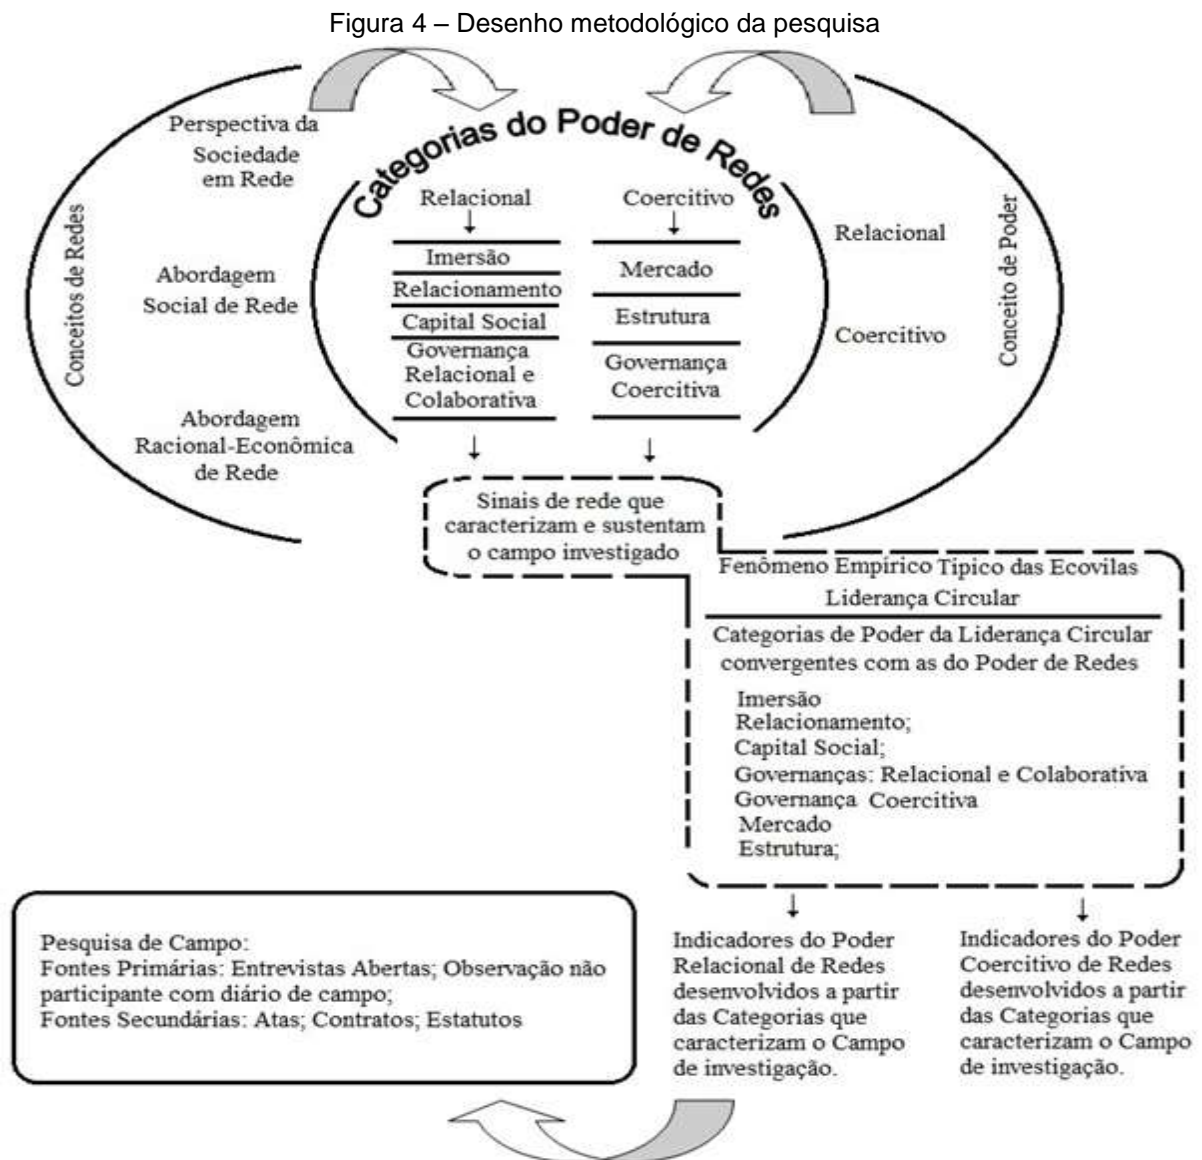 Figura 4 – Desenho metodológico da pesquisa
Categorias do Poder de Redes
Conceitos de Redes
Perspectiva da
Sociedade
em Rede
Abordagem
Social de Rede
Abordagem
Racional-Econômica
de Rede
Relacional
Imersão
Relacionamento
Capital Social
Governança
Relacional e
Colaborativa
Coercitivo
Mercado
Estrutura
Governança
Coercitiva
Relacional
Coercitivo
Conceito de Poder
Sinais de rede que
caracterizam e sustentam
o campo investigado
Fenômeno Empírico Típico das Ecovilas
Liderança Circular
Categorias de Poder da Liderança Circular
convergentes com as do Poder de Redes
Imersão
Relacionamento;
Capital Social;
Governanças: Relacional e Colaborativa
Governança Coercitiva
Mercado
Estrutura;
Indicadores do Poder
Relacional de Redes
desenvolvidos a partir
das Categorias que
caracterizam o Campo
de investigação.
Indicadores do Poder
Coercitivo de Redes
desenvolvidos a partir
das Categorias que
caracterizam o Campo
de investigação.
Pesquisa de Campo:
Fontes Primárias: Entrevistas Abertas; Observação não
participante com diário de campo;
Fontes Secundárias: Atas; Contratos; Estatutos